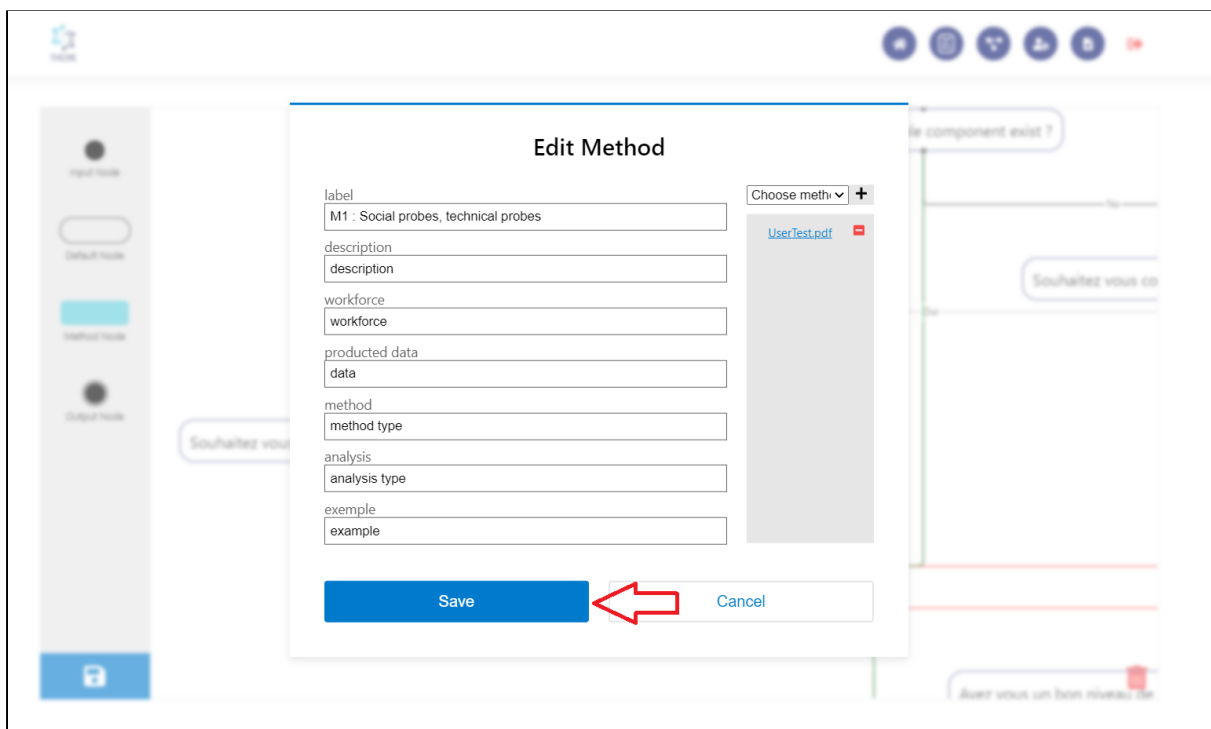 Edit Method
label
M1 : Social probes, technical probes
description
description
workforce
workforce
producted data
data
method
method type
analysis
analysis type
exemple
example
Choose meth
UserTest.pdf
Save
Cancel
Input Node
Default Node
Method Node
Output Node
le component exist ?
No
Souhaitez vous co
Oui
Souhaitez vous
Avez vous un bon niveau de